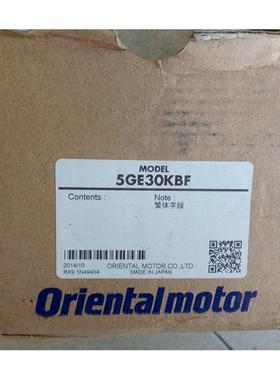 MODEL
5GE30KBF
Contents : Note :
繁体字版
2014/10 ORIENTAL MOTOR CO.,LTD
RX9 1N49404 MADE IN JAPAN
Orientalmotor